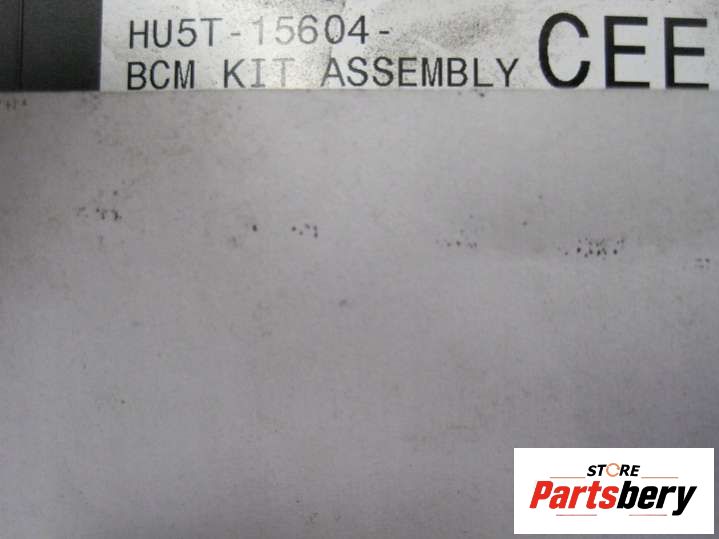 HU5T-15604-
BCM KIT ASSEMBLY CEE
STORE
Partsbery